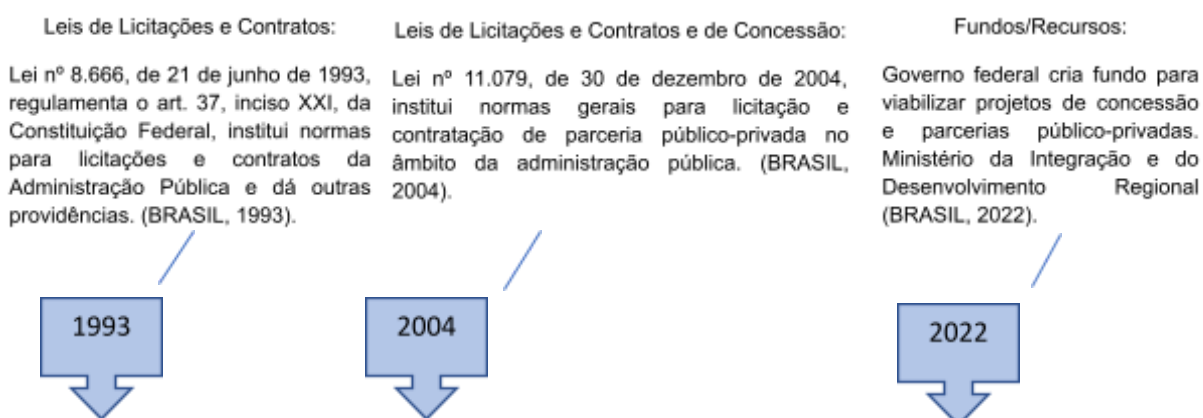 Leis de Licitações e Contratos:
Lei nº 8.666, de 21 de junho de 1993,
regulamenta o art. 37, inciso XXI, da
Constituição Federal, institui normas
para licitações e contratos da
Administração Pública e dá outras
providências. (BRASIL, 1993).
1993
Leis de Licitações e Contratos e de Concessão:
Lei nº 11.079, de 30 de dezembro de 2004,
institui normas gerais para licitação e
contratação de parceria público-privada no
âmbito da administração pública. (BRASIL,
2004).
2004
Fundos/Recursos:
Governo federal cria fundo para
viabilizar projetos de concessão
e parcerias público-privadas.
Ministério da Integração e do
Desenvolvimento Regional
(BRASIL, 2022).
2022